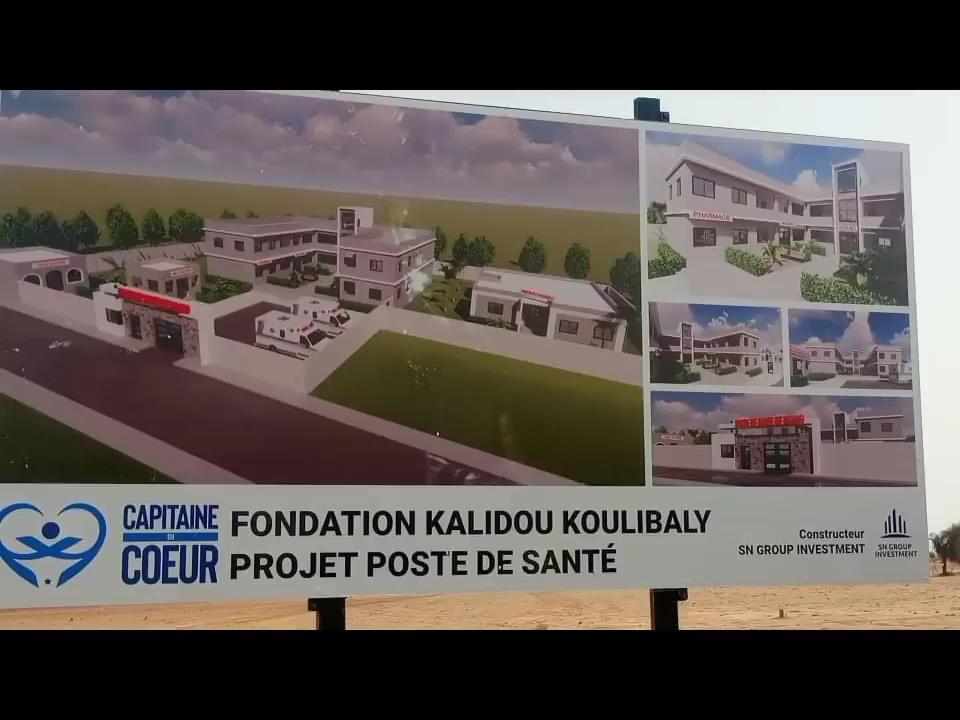 PHARMACIE
CAPITAINE
DU
COEUR
FONDATION KALIDOU KOULIBALY
PROJET POSTE DE SANTÉ
Constructeur
SN GROUP INVESTMENT
SN GROUP
INVESTMENT